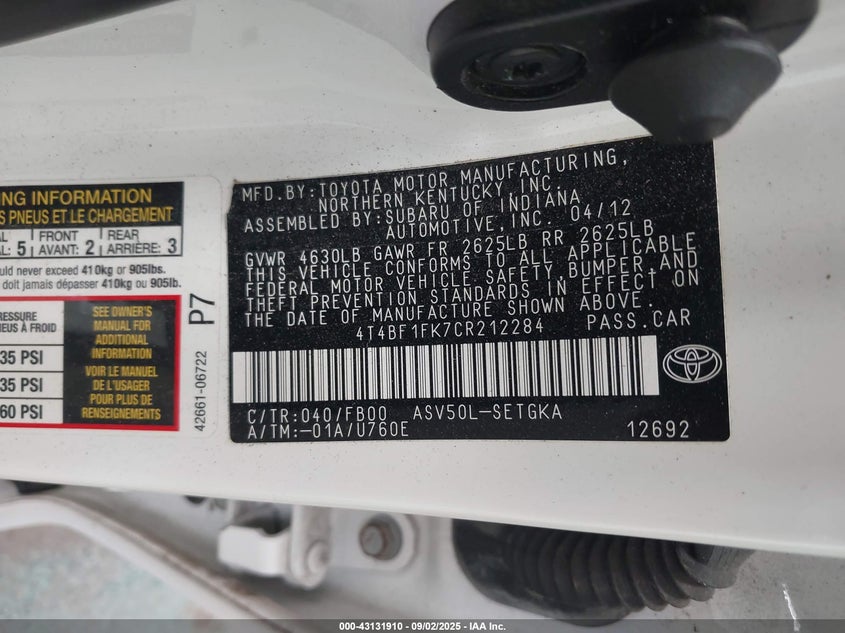 ING INFORMATION
S PNEUS ET LE CHARGEMENT
AL FRONT REAR
AL: 5 AVANT: 2 ARRIÈRE: 3
ould never exceed 410kg or 905lbs.
doit jamais dépasser 410kg ou 905lb.
RESSURE
NEUS À FROID
35 PSI
35 PSI
60 PSI
SEE OWNER'S
MANUAL FOR
ADDITIONAL
INFORMATION
VOIR LE MANUEL
DE L'USAGER
POUR PLUS DE
RENSEIGNEMENTS
P7
42661-06722
MFD.BY:TOYOTA MOTOR MANUFACTURING,
NORTHERN KENTUCKY, INC.
ASSEMBLED BY:SUBARU OF INDIANA
AUTOMOTIVE, INC. 04/12
GVWR 4630LB GAWR FR 2625LB RR 2625LB
THIS VEHICLE CONFORMS TO ALL APPLICABLE
FEDERAL MOTOR VEHICLE SAFETY, BUMPER, AND
THEFT PREVENTION STANDARDS IN EFFECT ON
THE DATE OF MANUFACTURE SHOWN ABOVE.
4T4BF1FK7CR212284 PASS.CAR
C/TR:040/FB00 ASV50L-SETGKA
A/TM:-01A/U760E 12692
000-43131910 - 09/02/2025 - IAA Inc.